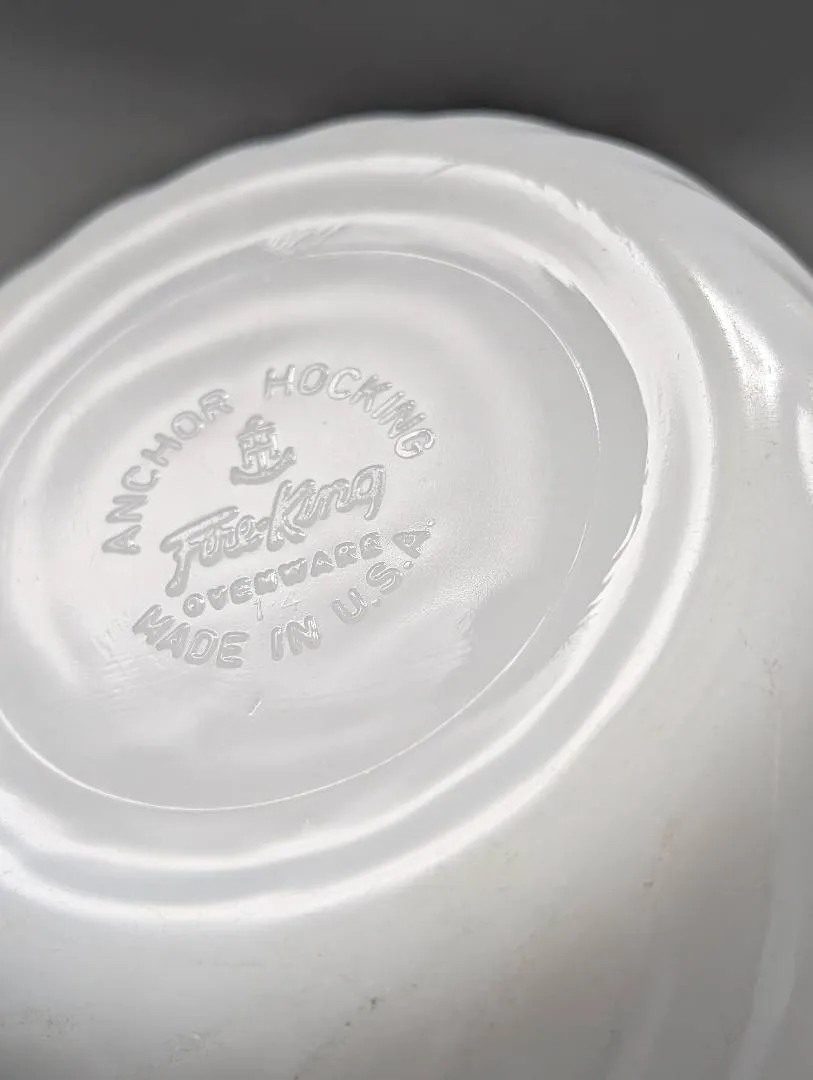 ANCHOR HOCKING
Fire-King
OVENWARE
14
MADE IN U.S.A.